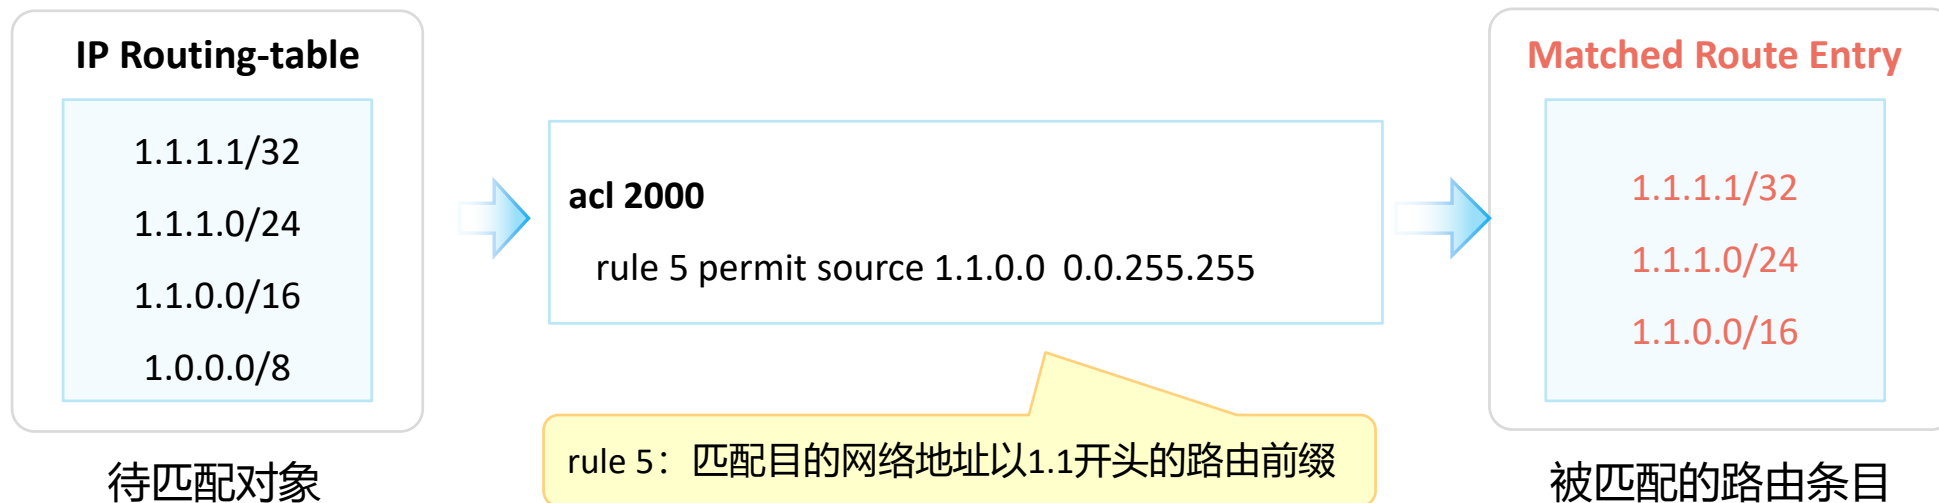 IP Routing-table
1.1.1.1/32
1.1.1.0/24
1.1.0.0/16
1.0.0.0/8
待匹配对象
acl 2000
rule 5 permit source 1.1.0.0 0.0.255.255
rule 5：匹配目的网络地址以1.1开头的路由前缀
Matched Route Entry
1.1.1.1/32
1.1.1.0/24
1.1.0.0/16
被匹配的路由条目